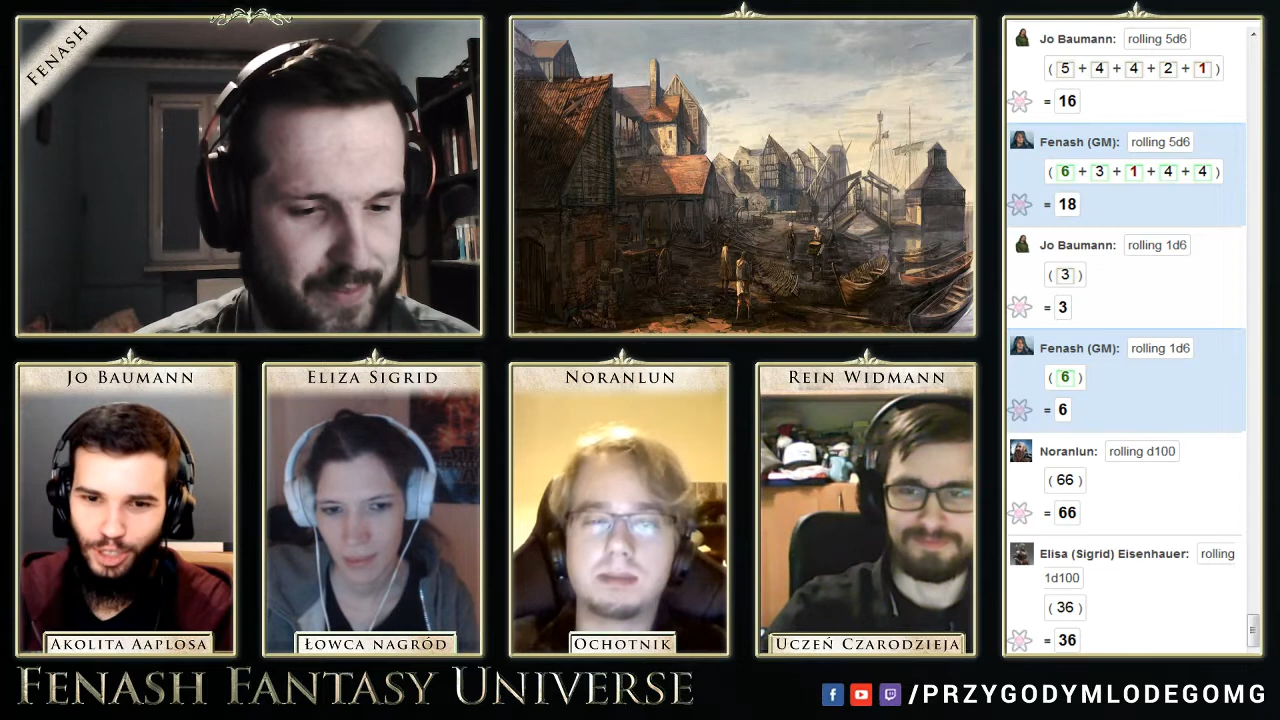 FENASH
JO BAUMANN
AKOLITA AAPLOSA
ELIZA SIGRID
ŁOWCA NAGRÓD
NORANLUN
OCHOTNIK
REIN WIDMANN
UCZEŃ CZARODZIEJA
Jo Baumann: rolling 5d6
( 5 + 4 + 4 + 2 + 1 )
= 16
Fenash (GM): rolling 5d6
( 6 + 3 + 1 + 4 + 4 )
= 18
Jo Baumann: rolling 1d6
( 3 )
= 3
Fenash (GM): rolling 1d6
( 6 )
= 6
Noranlun: rolling d100
( 66 )
= 66
Elisa (Sigrid) Eisenhauer: rolling
1d100
( 36 )
= 36
FENASH FANTASY UNIVERSE
/PRZYGODYMLODEGOMG